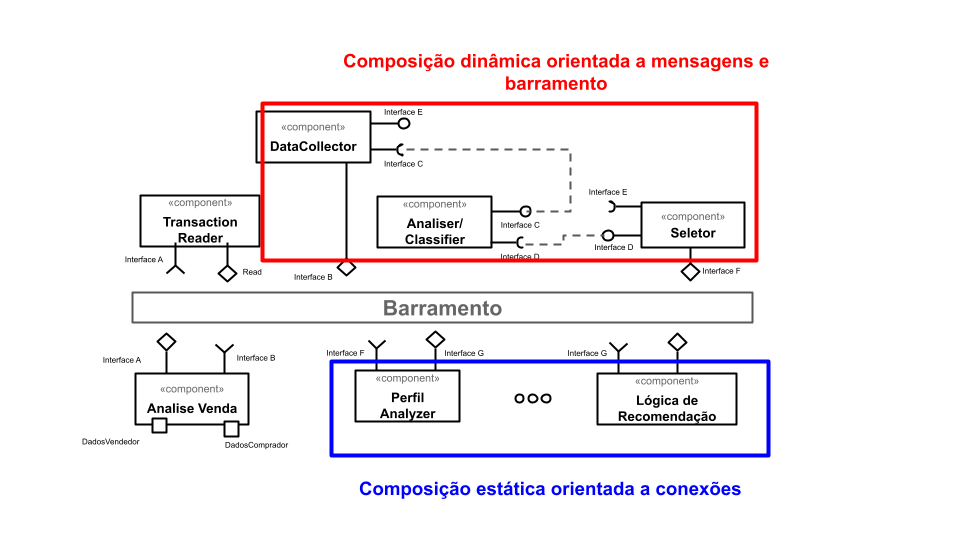 Composição dinâmica orientada a mensagens e
barramento
Interface E
«component»
DataCollector
Interface C
Interface E
«component»
Transaction
Reader
«component»
Analiser/
Classifier
Interface C
«component»
Seletor
Interface D
Interface D
Interface A
Read
Interface B
Interface F
Barramento
Interface A
Interface B
Interface F
Interface G
Interface G
«component»
Analise Venda
«component»
Perfil
Analyzer
«component»
Lógica de
Recomendação
DadosVendedor
DadosComprador
Composição estática orientada a conexões